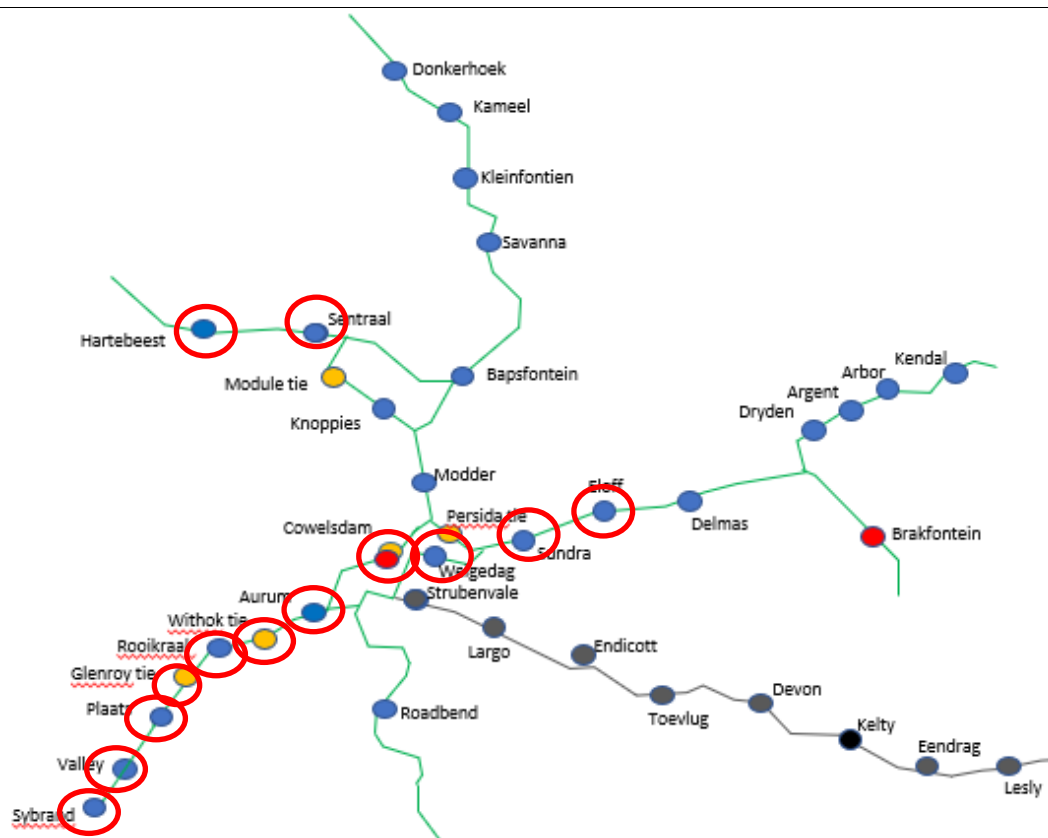 Donkerhoek
Kameel
Kleinfontien
Savanna
Sentraal
Hartebeest
Bapsfontein
Module tie
Knoppies
Kendal
Arbor
Argent
Dryden
Modder
Eloff
Persida tie
Delmas
Cowelsdam
Sundra
Brakfontein
Welgedag
Strubenvale
Aurum
Withok tie
Rooikraal
Largo
Endicott
Glenroy tie
Devon
Plaats
Roadbend
Toevlug
Kelty
Eendrag
Valley
Lesly
Sybrand